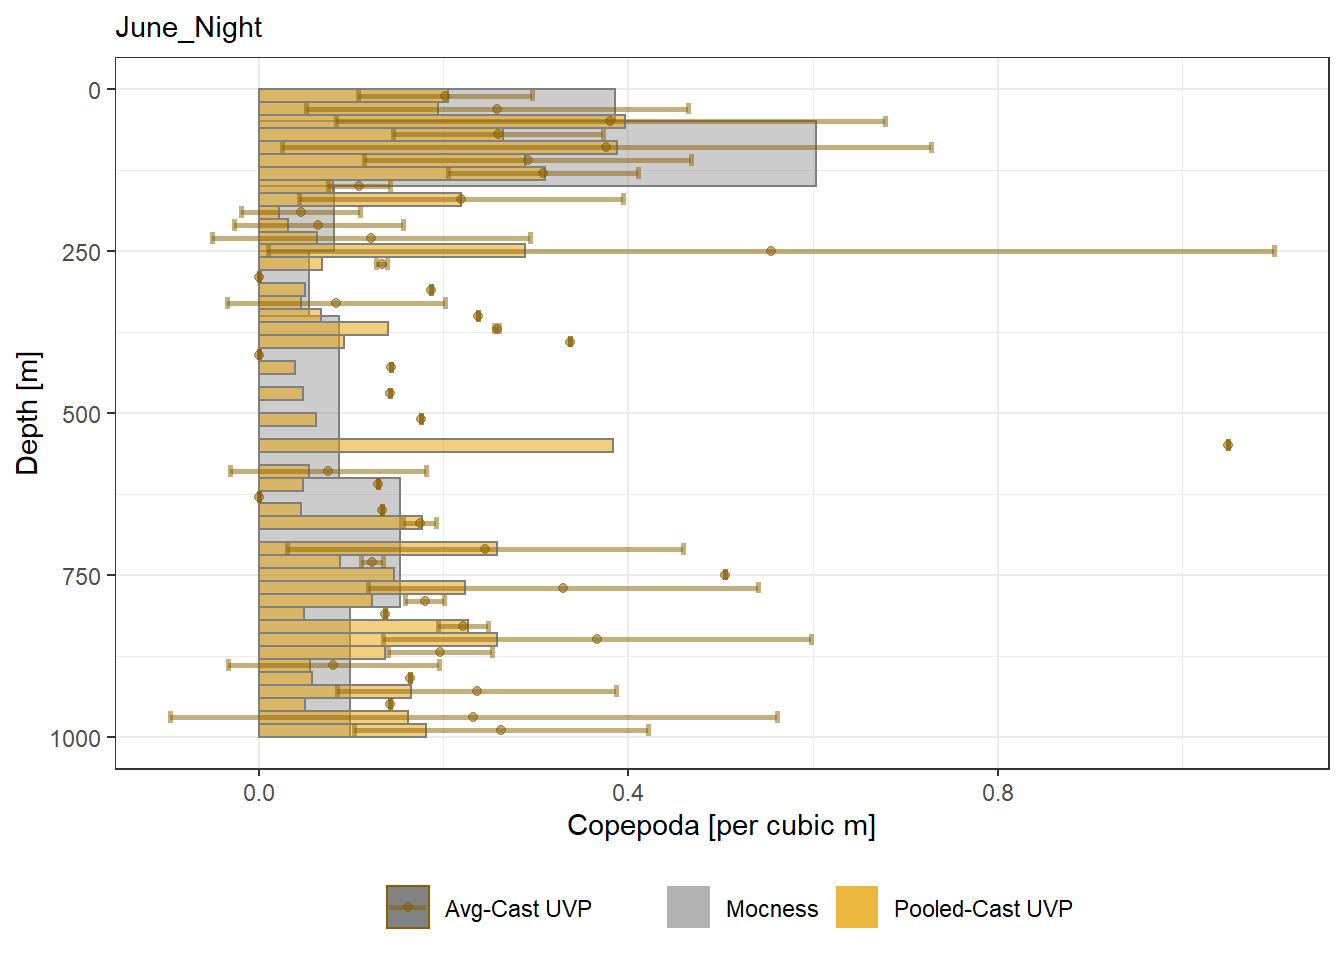 June_Night
0
250
500
750
1000
Depth [m]
0.0 0.4 0.8
Copepoda [per cubic m]
Avg-Cast UVP Mocness Pooled-Cast UVP